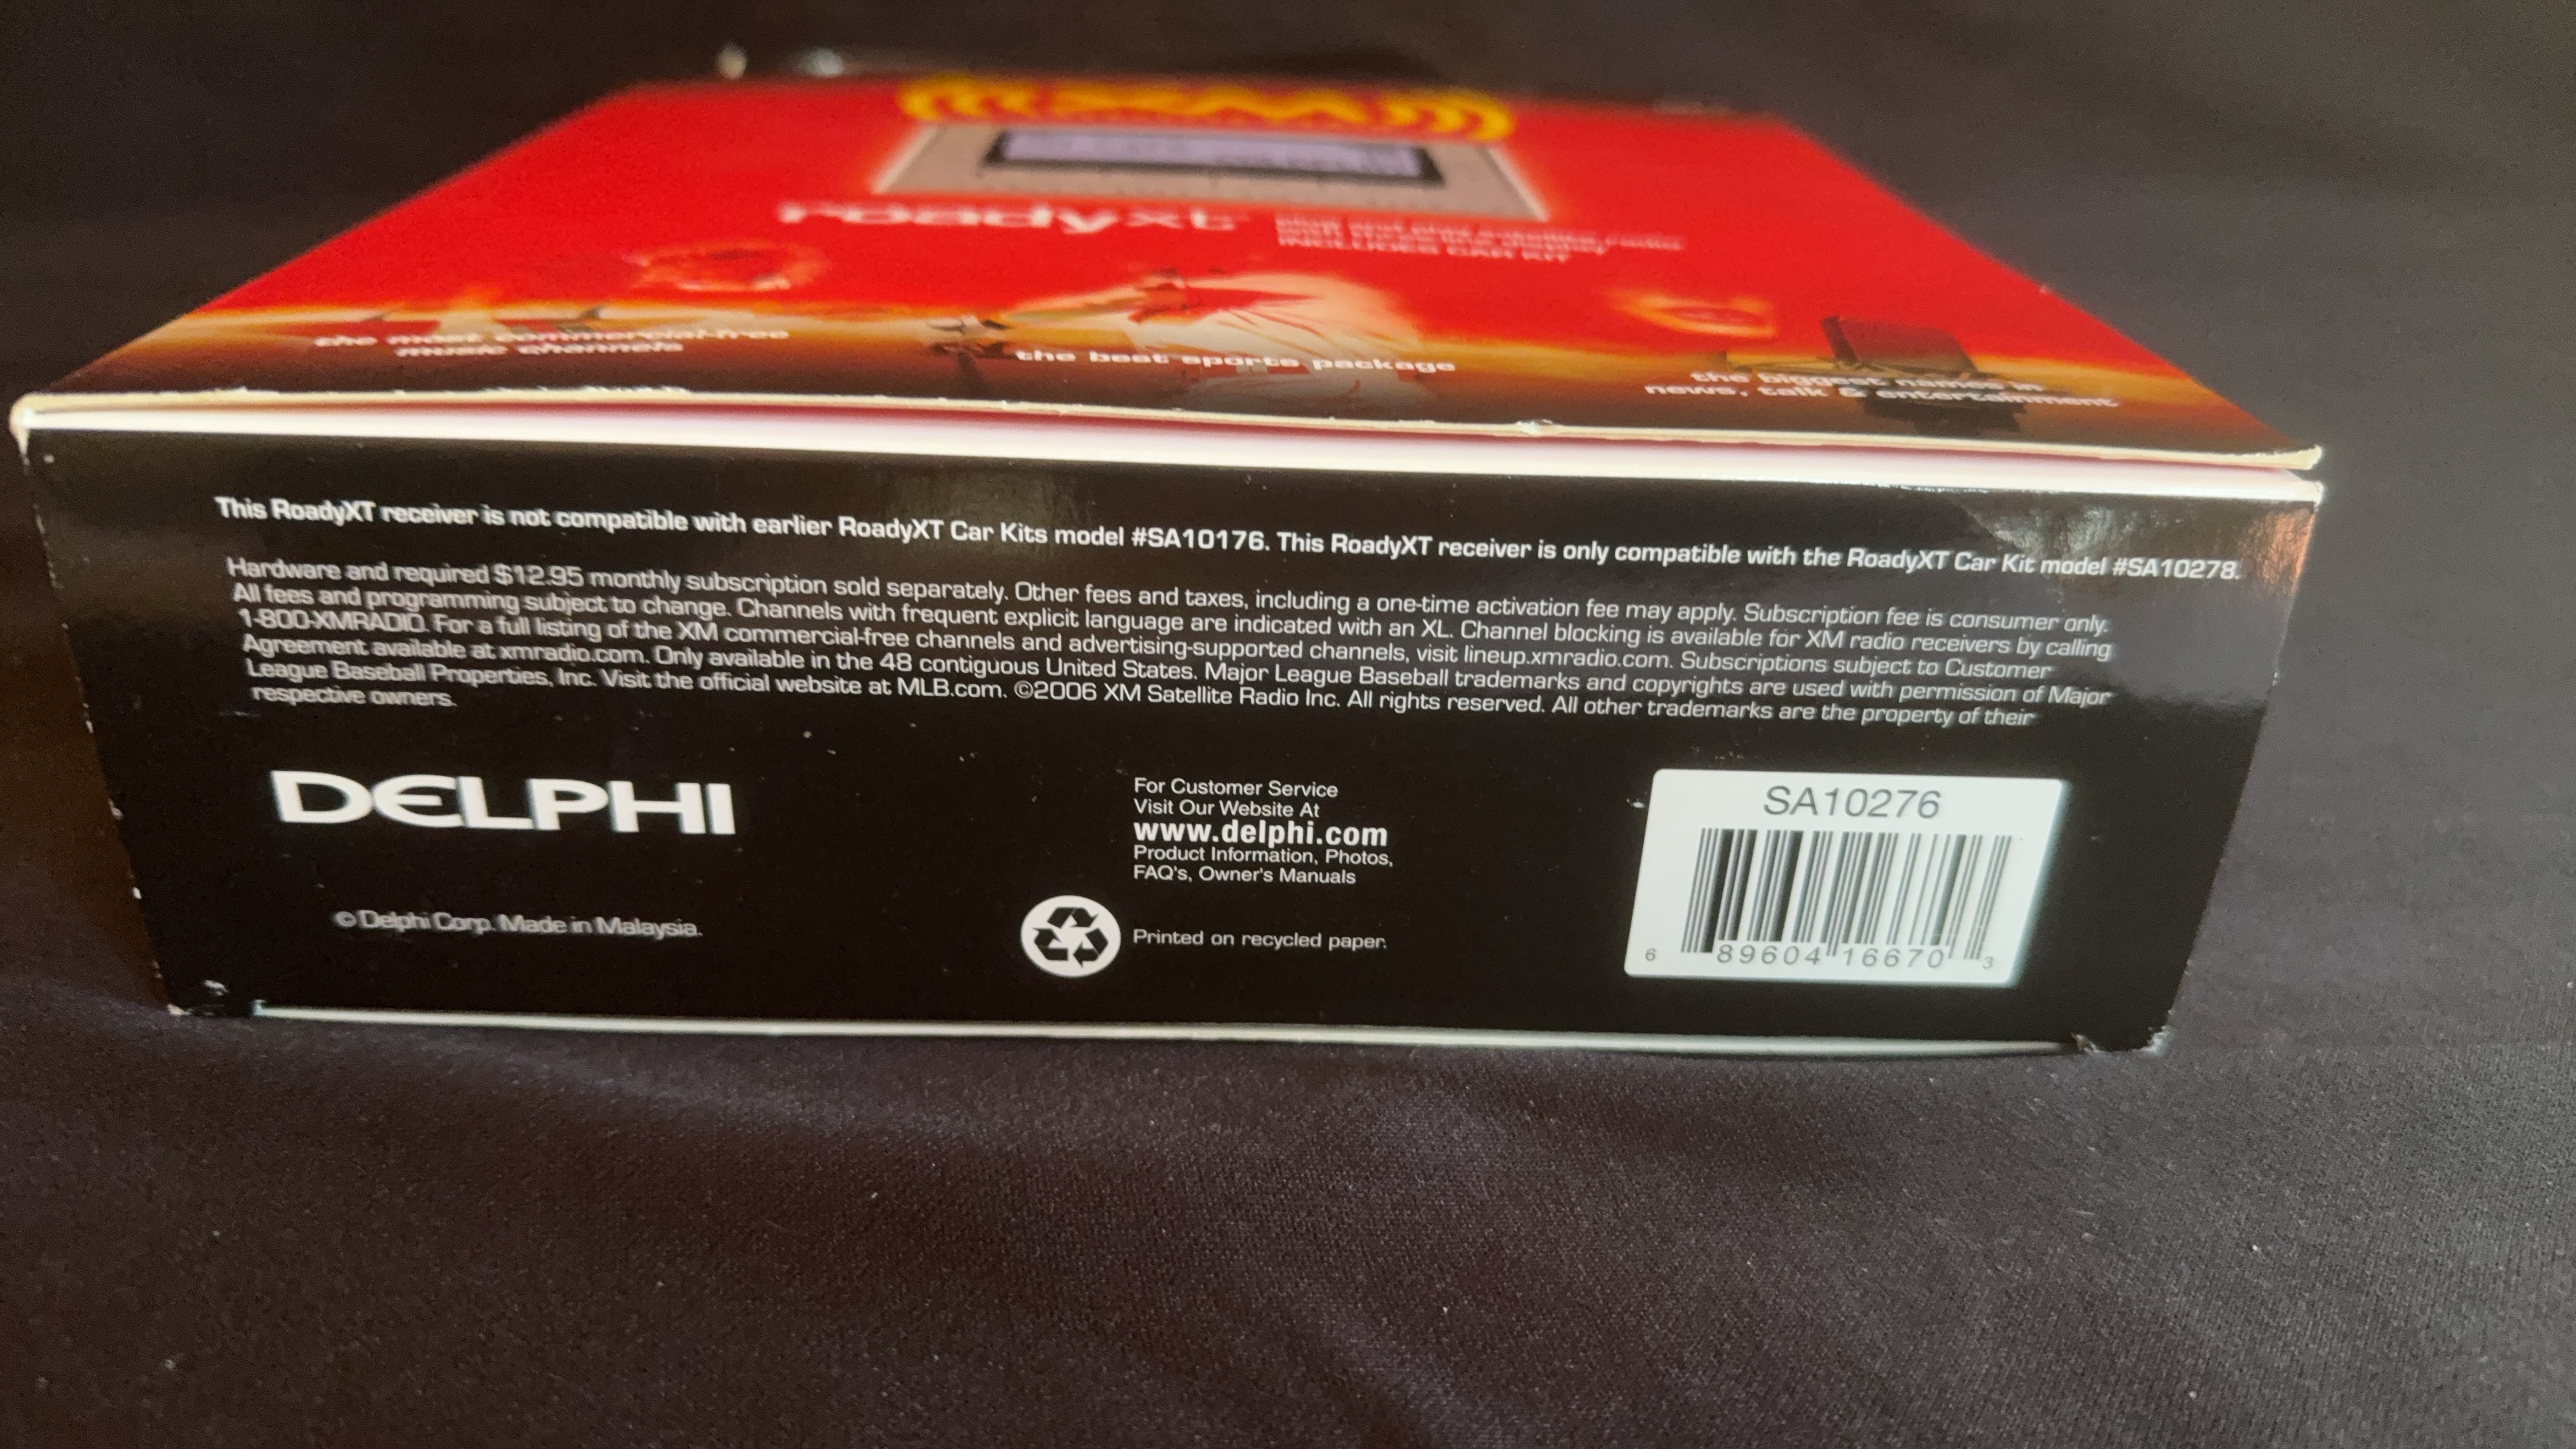 XM
roadyxt
INCLUDES CAR KIT
the most commercial-free
music channels
the best sports package
the biggest names in
news, talk & entertainment
This RoadyXT receiver is not compatible with earlier RoadyXT Car Kits model #SA10176. This RoadyXT receiver is only compatible with the RoadyXT Car Kit model #SA10278.
Hardware and required $12.95 monthly subscription sold separately. Other fees and taxes, including a one-time activation fee may apply. Subscription fee is consumer only.
All fees and programming subject to change. Channels with frequent explicit language are indicated with an XL. Channel blocking is available for XM radio receivers by calling
1-800-XMRADIO. For a full listing of the XM commercial-free channels and advertising-supported channels, visit lineup.xmradio.com. Subscriptions subject to Customer
Agreement available at xmradio.com. Only available in the 48 contiguous United States. Major League Baseball trademarks and copyrights are used with permission of Major
League Baseball Properties, Inc. Visit the official website at MLB.com. ©2006 XM Satellite Radio Inc. All rights reserved. All other trademarks are the property of their
respective owners.
DELPHI
© Delphi Corp. Made in Malaysia.
For Customer Service
Visit Our Website At
www.delphi.com
Product Information, Photos,
FAQ's, Owner's Manuals
Printed on recycled paper.
SA10276
6 89604 16670 3